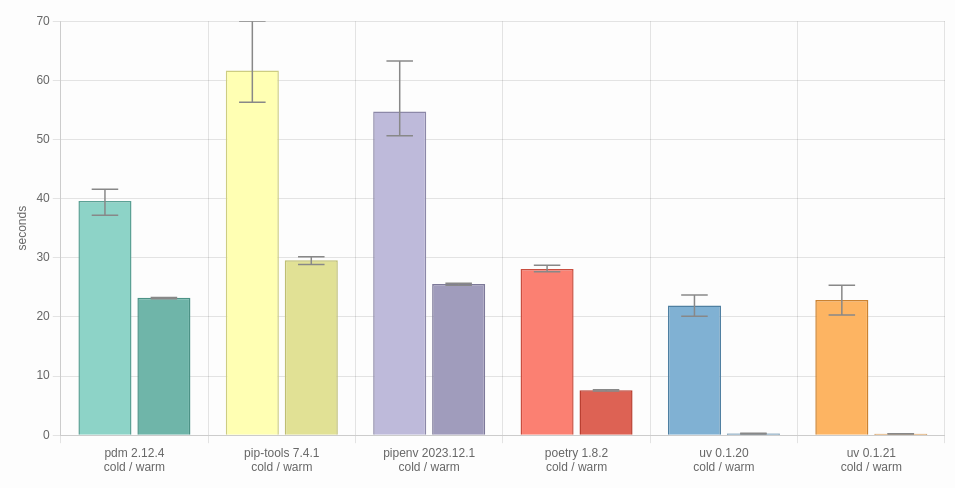 70
60
50
40
30
20
10
0
seconds
pdm 2.12.4
cold / warm
pip-tools 7.4.1
cold / warm
pipenv 2023.12.1
cold / warm
poetry 1.8.2
cold / warm
uv 0.1.20
cold / warm
uv 0.1.21
cold / warm